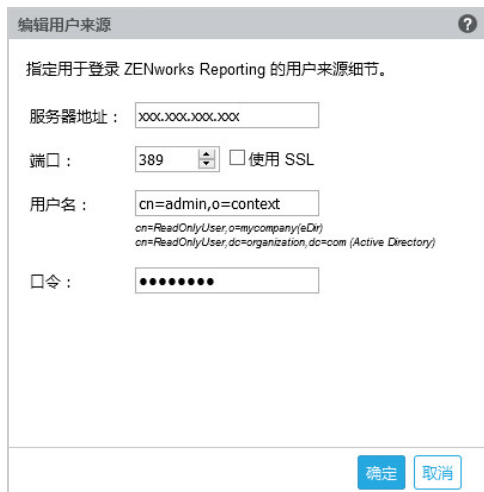 编辑用户来源
指定用于登录 ZENworks Reporting 的用户来源细节。
服务器地址： xxx.xxx.xxx.xxx
端口： 389 使用 SSL
用户名： cn=admin,o=context
cn=ReadOnlyUser,o=mycompany(eDir)
cn=ReadOnlyUser,dc=organization,dc=com (Active Directory)
口令： ●●●●●●●●
确定 取消